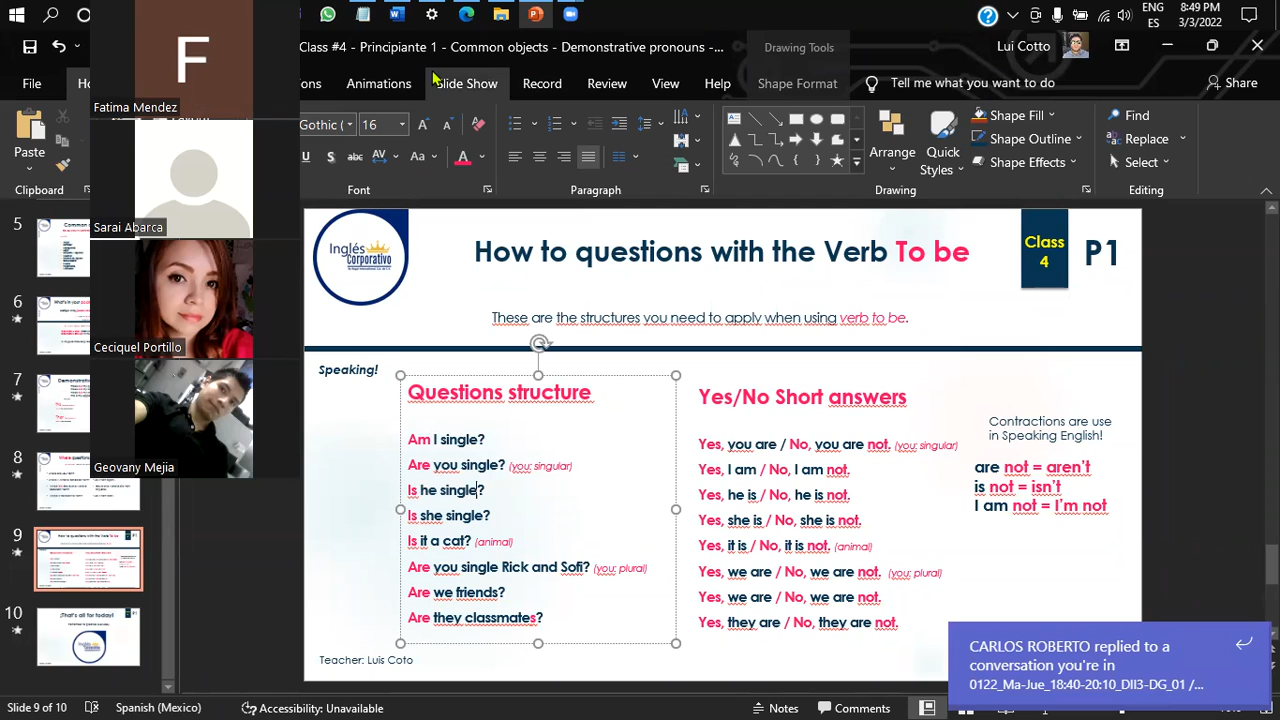 8:49 PM
ENG
ES
3/3/2022
Class #4 - Principiante 1 - Common objects - Demonstrative pronouns -...
Drawing Tools
Lui Cotto
File
Animations
Slide Show
Record
Review
View
Help
Shape Format
Tell me what you want to do
Share
Paste
Gothic (
16
Aa
Arrange
Quick
Styles
Shape Fill
Shape Outline
Shape Effects
Find
Replace
Select
Clipboard
Font
Paragraph
Drawing
Editing
F
Fatima Mendez
Sarai Abarca
Ceciquel Portillo
Geovany Mejia
5
6
7
8
9
10
Inglés
Corporativo
How to questions with the Verb To be
Class
4
P1
These are the structures you need to apply when using verb to be.
Speaking!
Questions structure
Am I single?
Are you single? (you: singular)
Is he single?
Is she single?
Is it a cat? (animal)
Are you single Rick and Sofi? (you: plural)
Are we friends?
Are they classmates?
Yes/No Short answers
Yes, you are / No, you are not. (you: singular)
Yes, I am / No, I am not.
Yes, he is / No, he is not.
Yes, she is / No, she is not.
Yes, it is / No, it is not. (animal)
Yes, we are / No, we are not. (you: plural)
Yes, we are / No, we are not.
Yes, they are / No, they are not.
Contractions are use
in Speaking English!
are not = aren't
is not = isn't
I am not = I'm not
Teacher: Luis Coto
CARLOS ROBERTO replied to a
conversation you're in
0122_Ma-Jue_18:40-20:10_DII3-DG_01 /...
Slide 9 of 10
Spanish (Mexico)
Accessibility: Unavailable
Notes
Comments